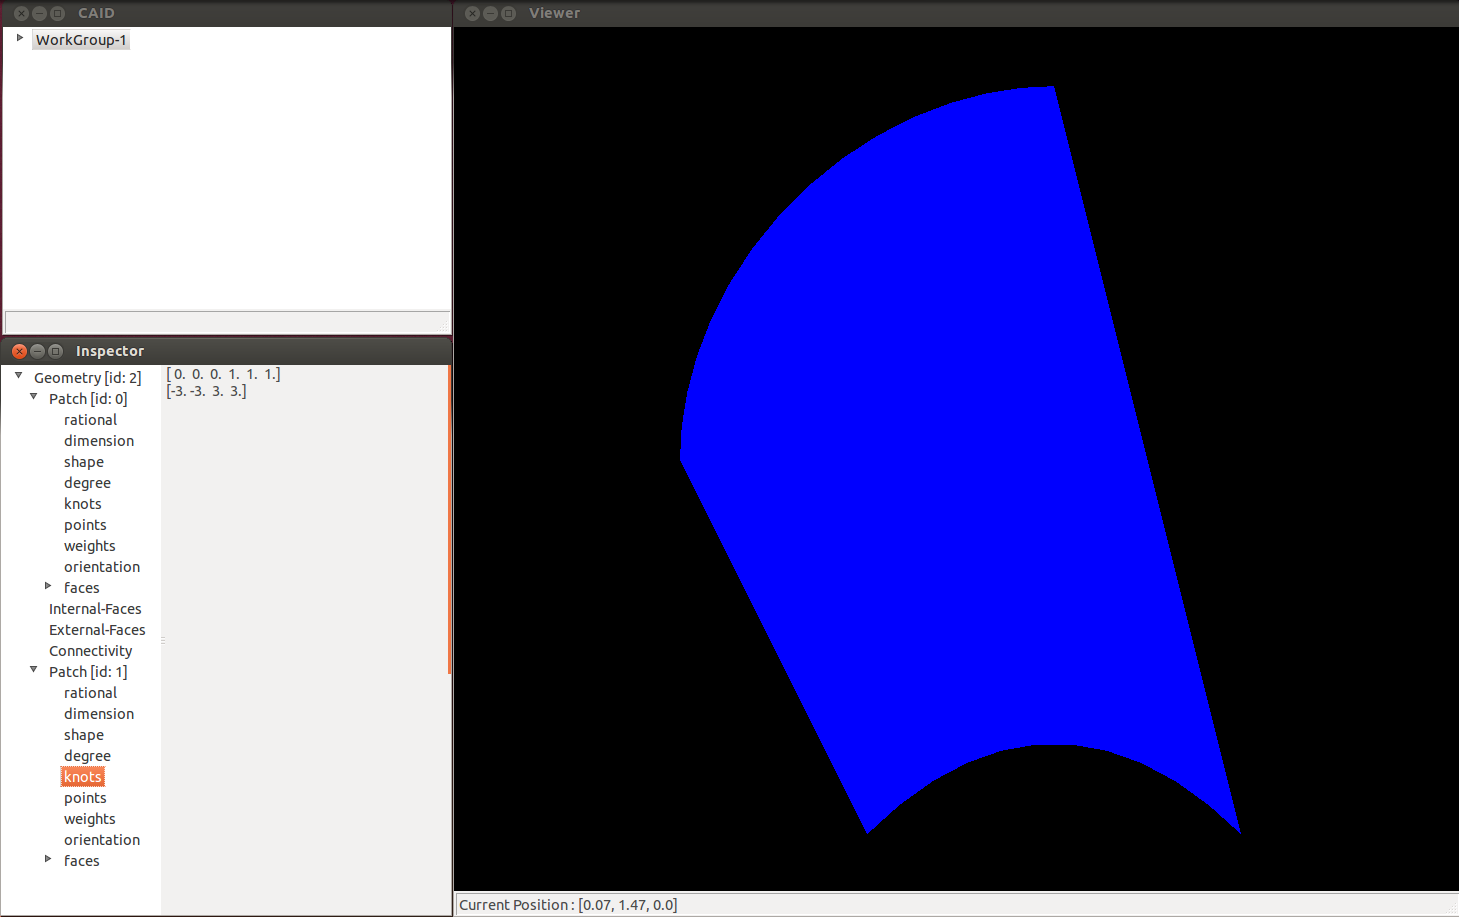 CAID
WorkGroup-1
Inspector
Geometry [id: 2]
Patch [id: 0]
rational
dimension
shape
degree
knots
points
weights
orientation
faces
Internal-Faces
External-Faces
Connectivity
Patch [id: 1]
rational
dimension
shape
degree
knots
points
weights
orientation
faces
[ 0. 0. 0. 1. 1. 1.]
[-3. -3. 3. 3.]
Viewer
Current Position : [0.07, 1.47, 0.0]